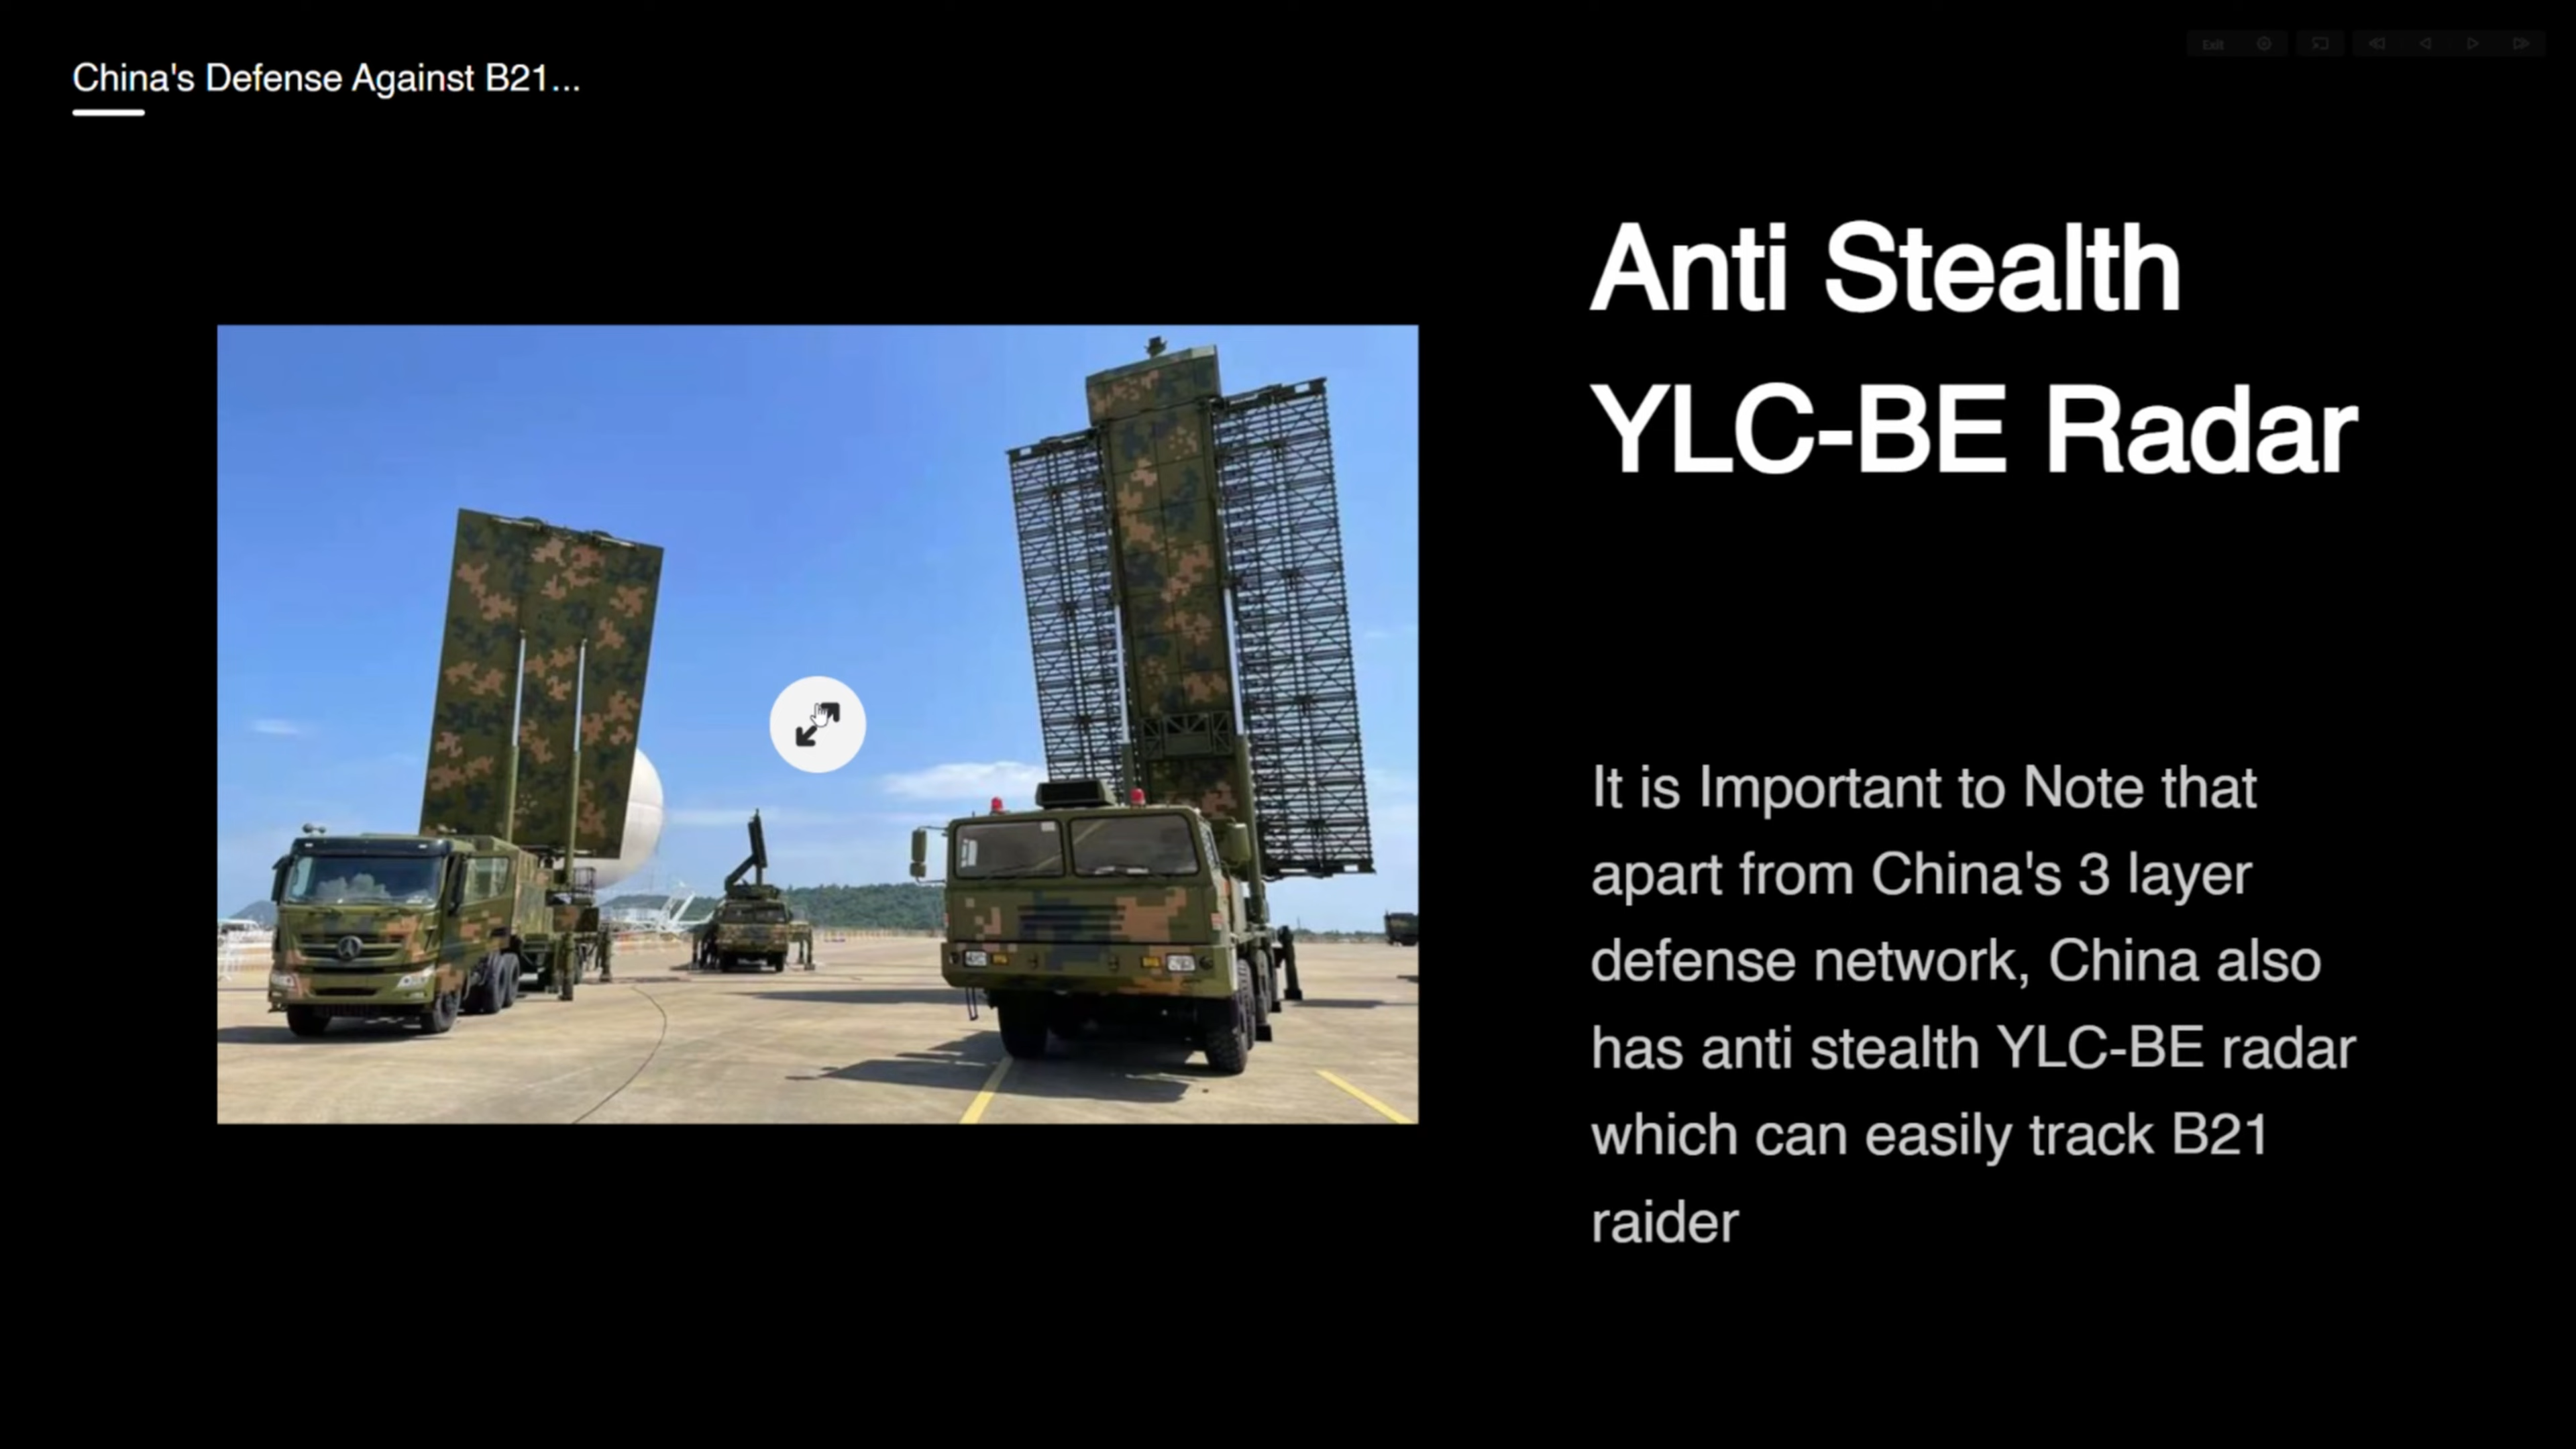 China's Defense Against B21...
Exit
Anti Stealth
YLC-BE Radar
It is Important to Note that
apart from China's 3 layer
defense network, China also
has anti stealth YLC-BE radar
which can easily track B21
raider